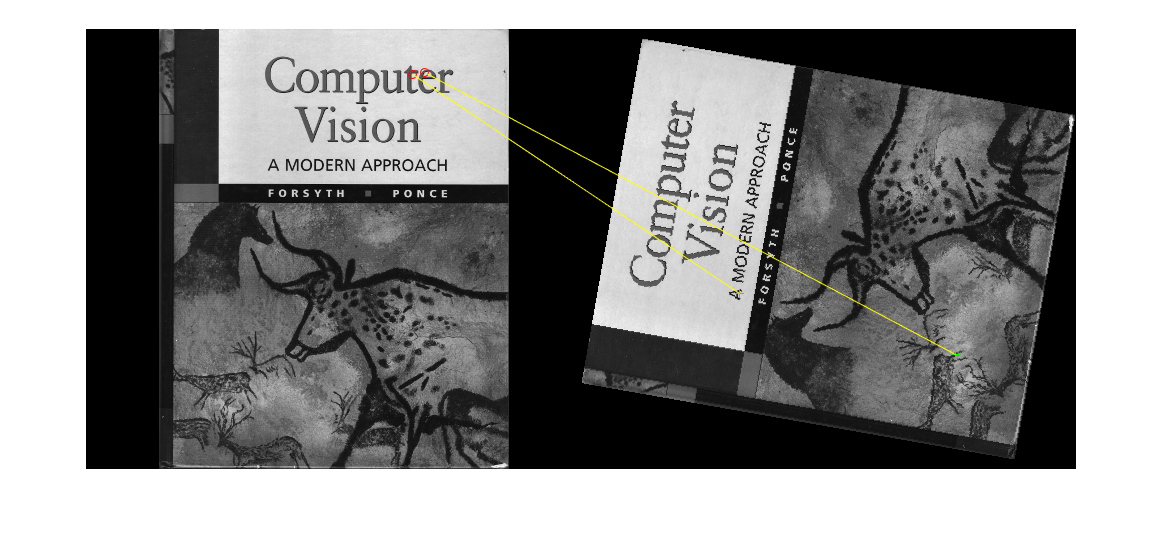 Computer
Vision
A MODERN APPROACH
FORSYTH PONCE
Computer
Vision
A MODERN APPROACH
FORSYTH PONCE